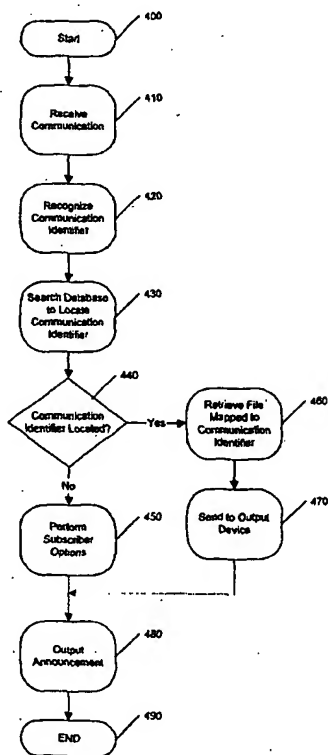 Start
400
Receive
Communication
410
Recognize
Communication
Identifier
420
Search Database
to Locate
Communication
Identifier
430
440
Communication
Identifier Located?
Yes
Retrieve File
Mapped to
Communication
Identifier
460
No
Perform
Subscriber
Options
450
Send to Output
Device
470
Output
Announcement
480
END
490